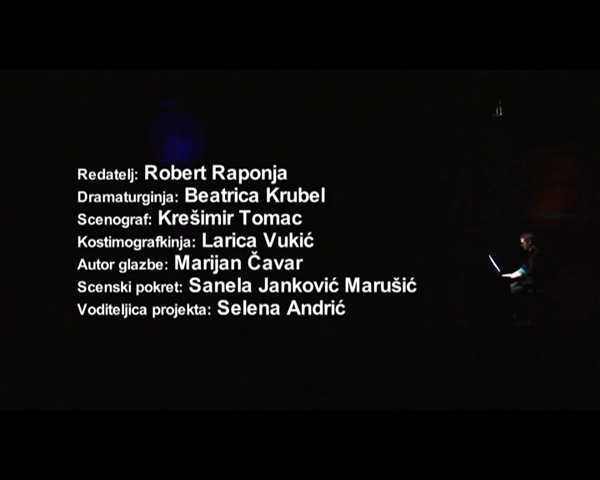 Redatelj: Robert Raponja
Dramaturginja: Beatrica Krubel
Scenograf: Krešimir Tomac
Kostimografkinja: Larica Vukić
Autor glazbe: Marijan Čavar
Scenski pokret: Sanela Janković Marušić
Voditeljica projekta: Selena Andrić